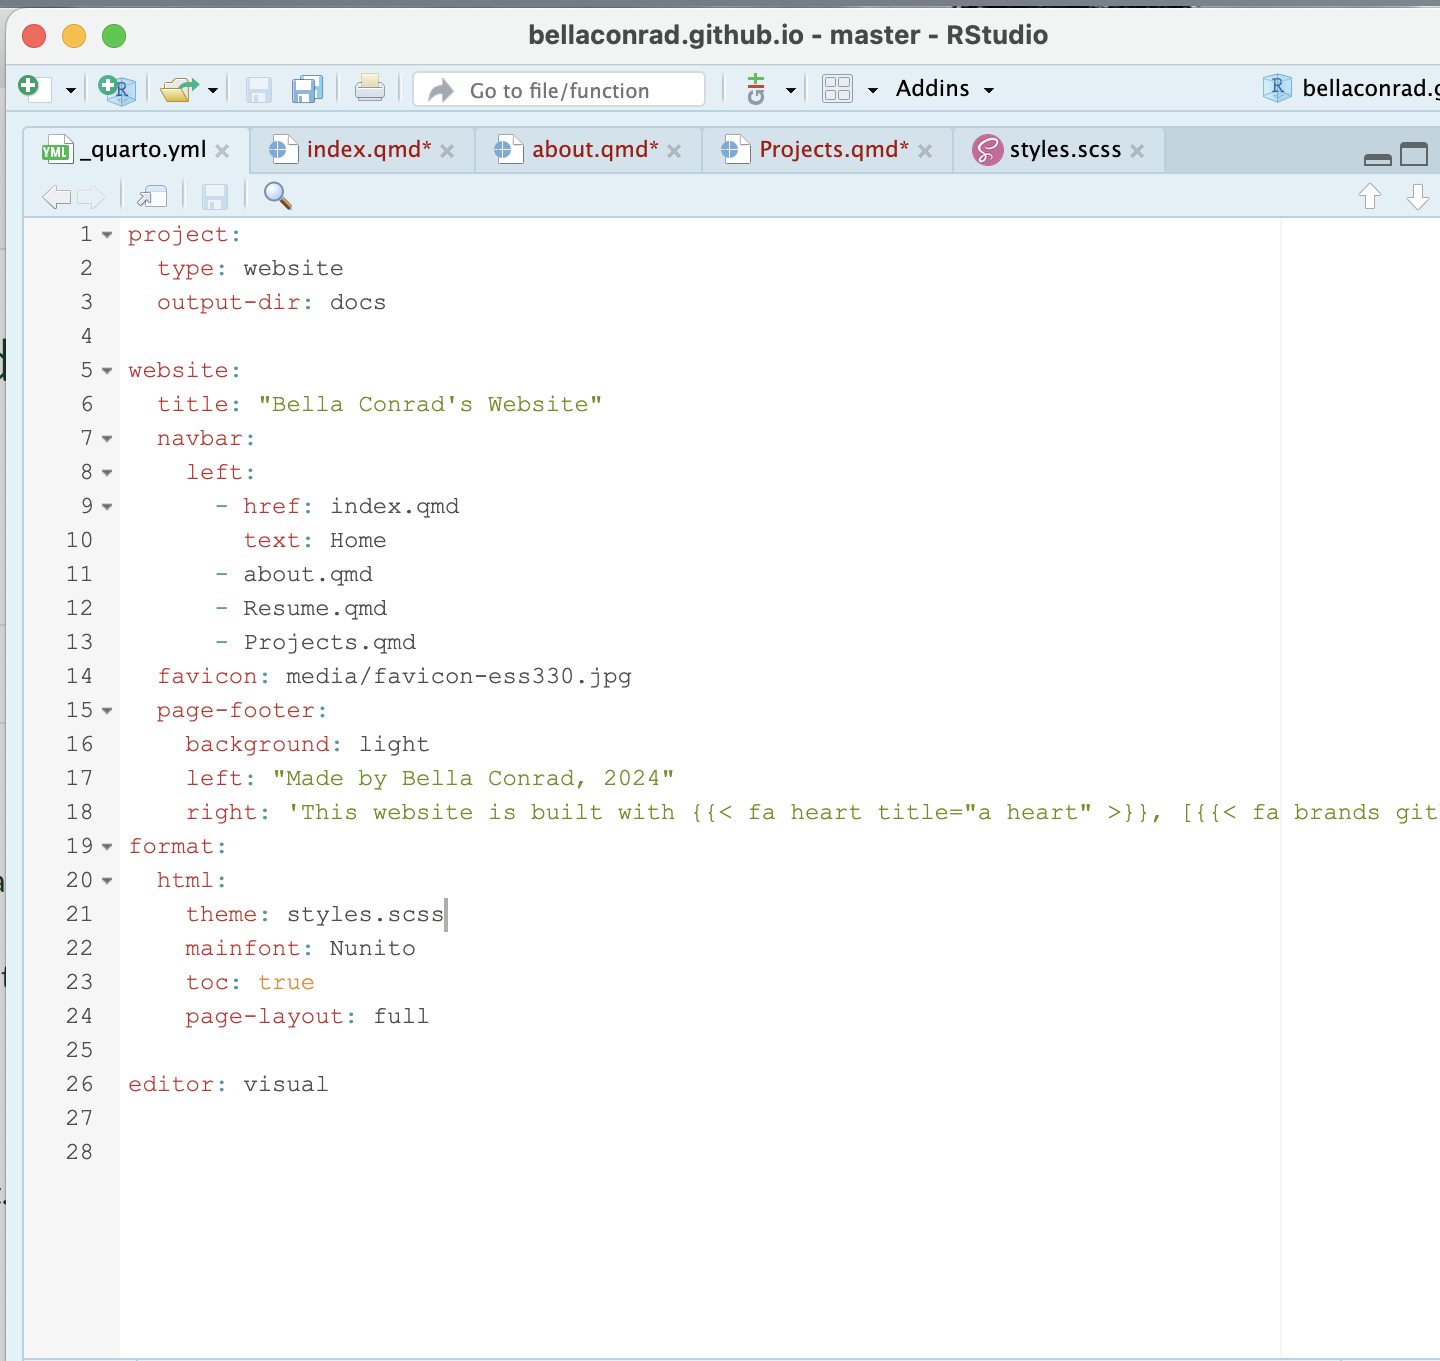 bellaconrad.github.io - master - RStudio
Go to file/function
Addins
bellaconrad.g
_quarto.yml
index.qmd*
about.qmd*
Projects.qmd*
styles.scss
1 project:
2 type: website
3 output-dir: docs
4
5 website:
6 title: "Bella Conrad's Website"
7 navbar:
8 left:
9 - href: index.qmd
10 text: Home
11 - about.qmd
12 - Resume.qmd
13 - Projects.qmd
14 favicon: media/favicon-ess330.jpg
15 page-footer:
16 background: light
17 left: "Made by Bella Conrad, 2024"
18 right: 'This website is built with {{< fa heart title="a heart" >}}, [{{< fa brands git
19 format:
20 html:
21 theme: styles.scss
22 mainfont: Nunito
23 toc: true
24 page-layout: full
25
26 editor: visual
27
28